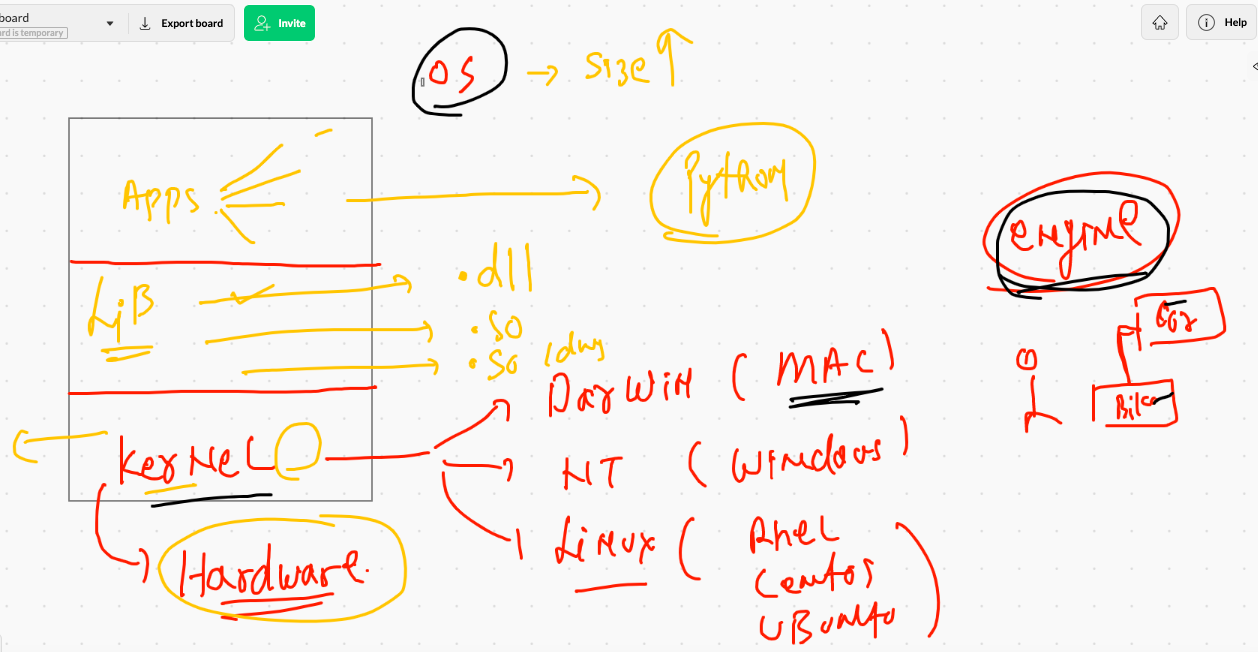 board
Export board
Invite
Help
ard is temporary
OS → Size ↑
Apps
Python
engine
LiB
.dll
.SO
.SO
Car
Bike
DarWiN (MAC)
KerNeL
NT (Windows)
LiNUX (
RheL
Centos
UBuntu
)
Hardware.